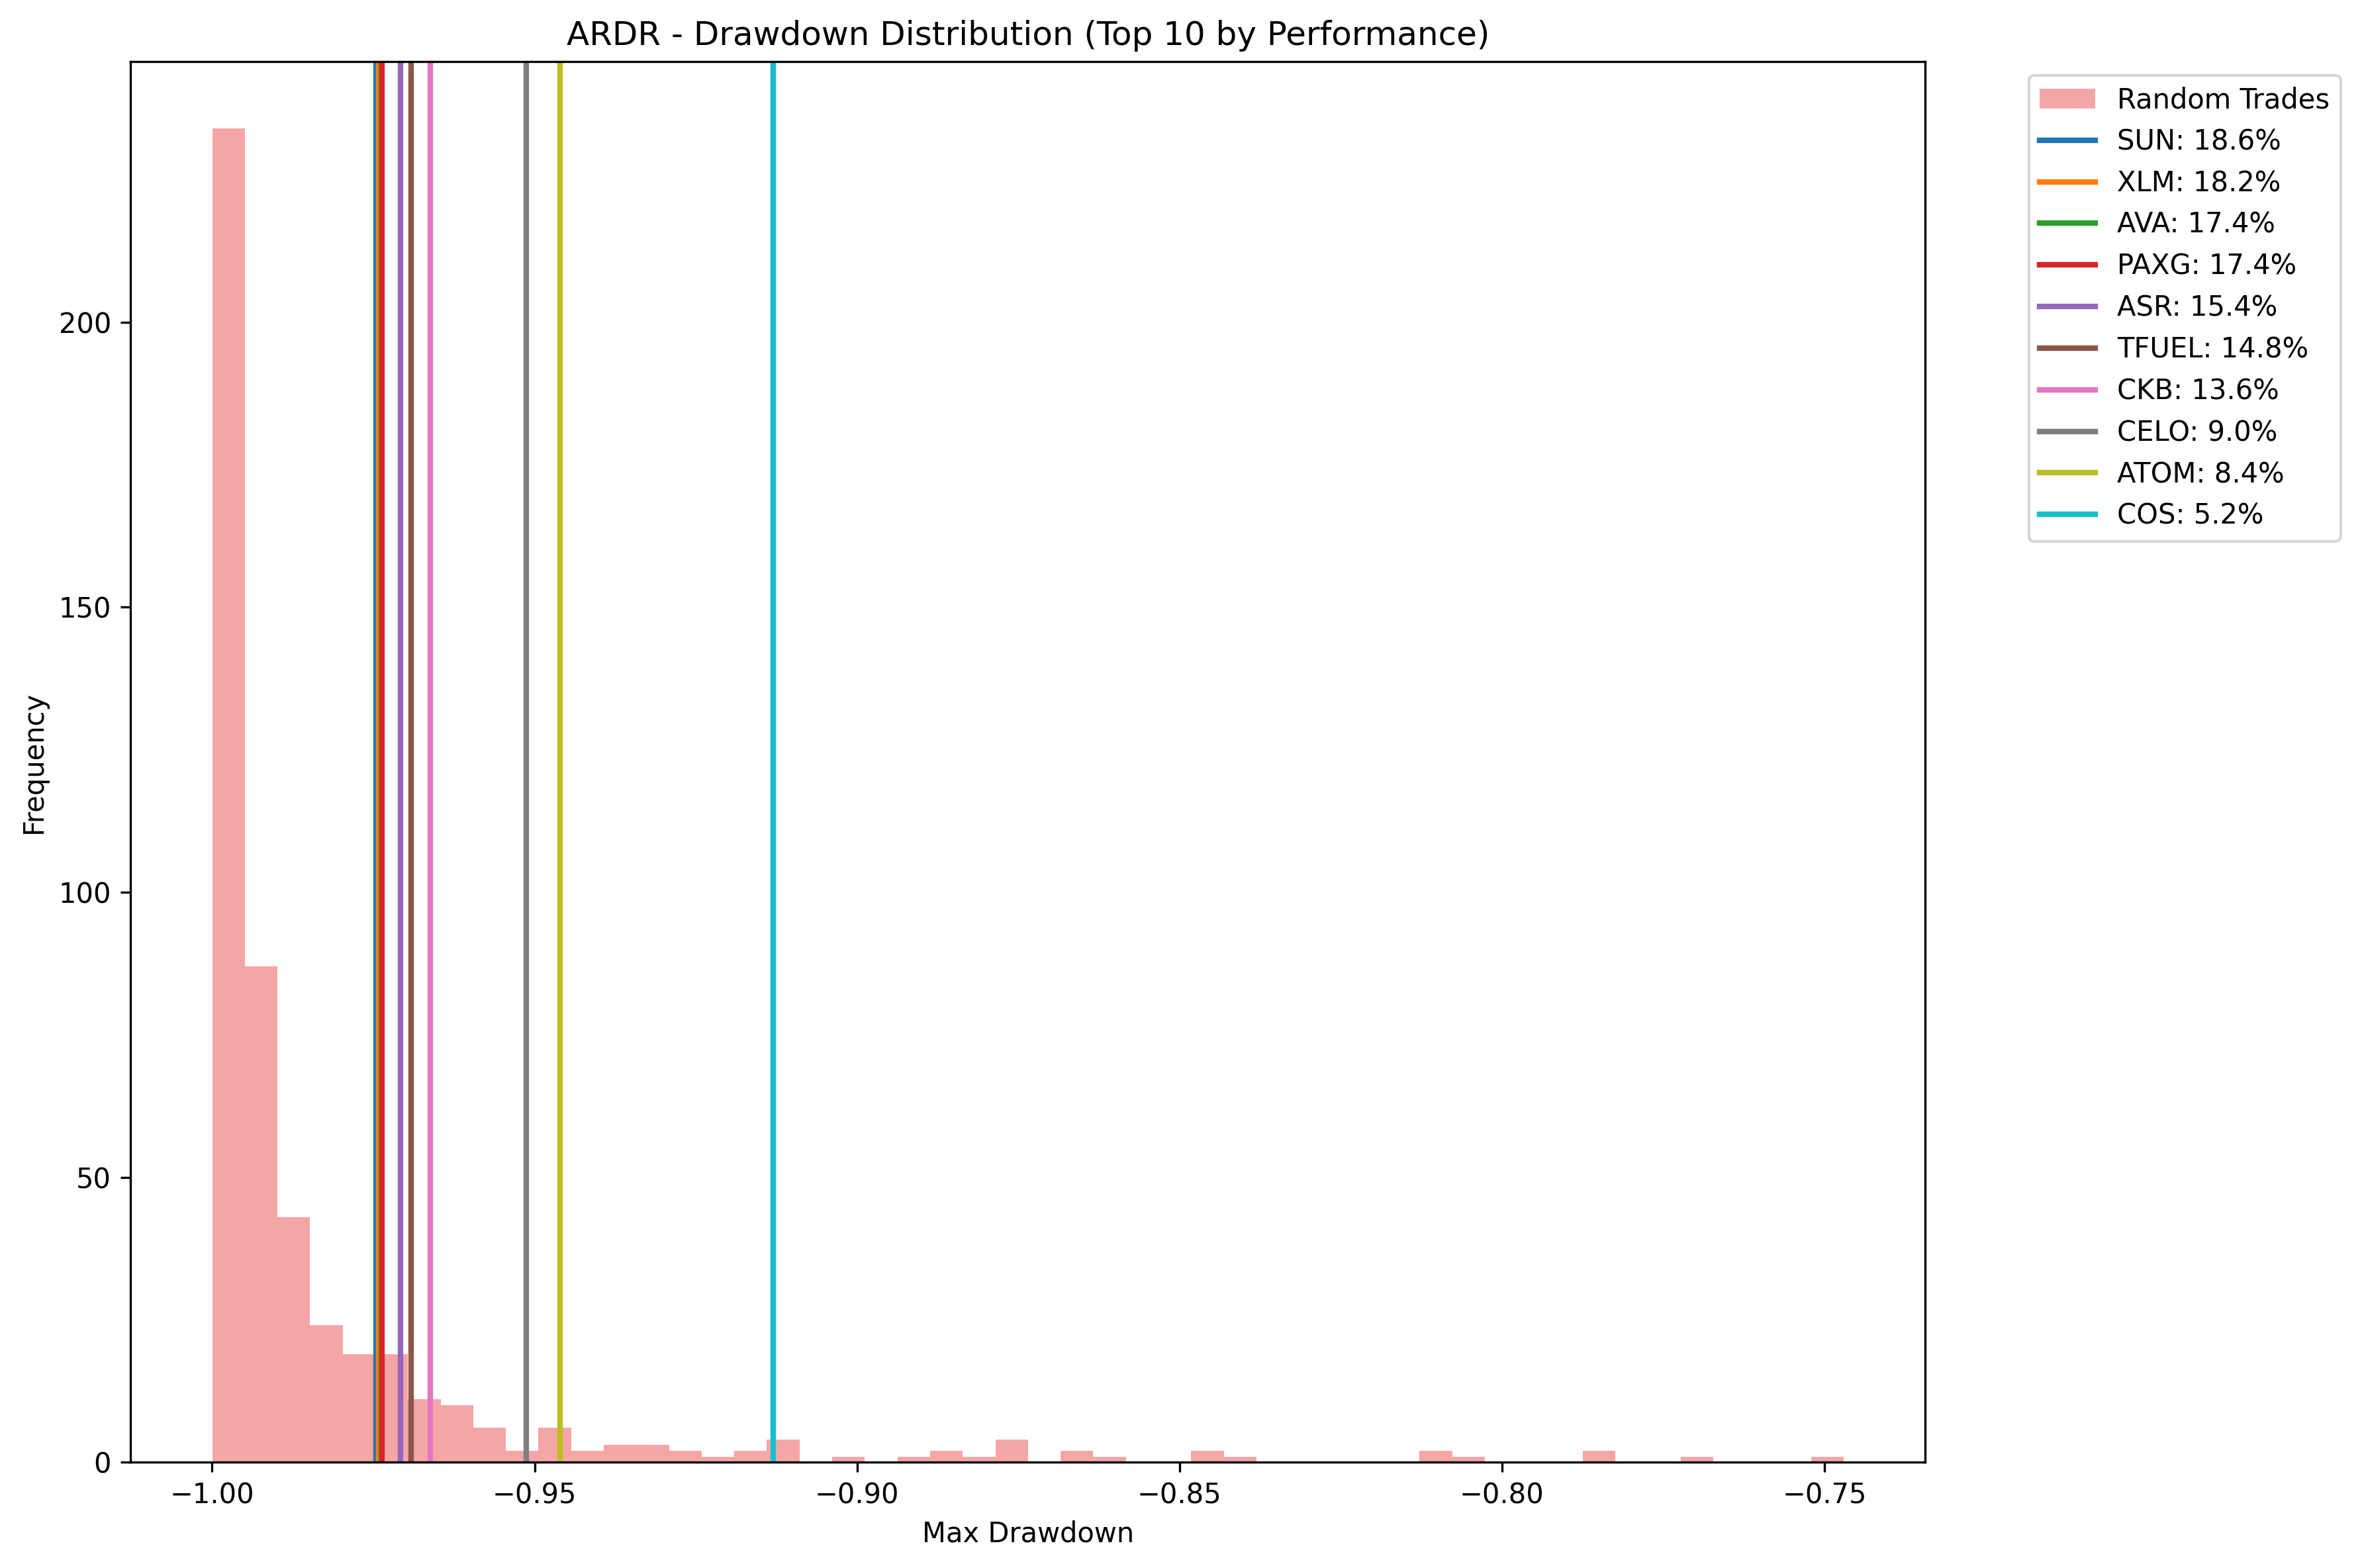 ARDR - Drawdown Distribution (Top 10 by Performance)
Random Trades
SUN: 18.6%
XLM: 18.2%
AVA: 17.4%
PAXG: 17.4%
ASR: 15.4%
TFUEL: 14.8%
CKB: 13.6%
CELO: 9.0%
ATOM: 8.4%
COS: 5.2%
Frequency
200
150
100
50
0
−1.00 −0.95 −0.90 −0.85 −0.80 −0.75
Max Drawdown